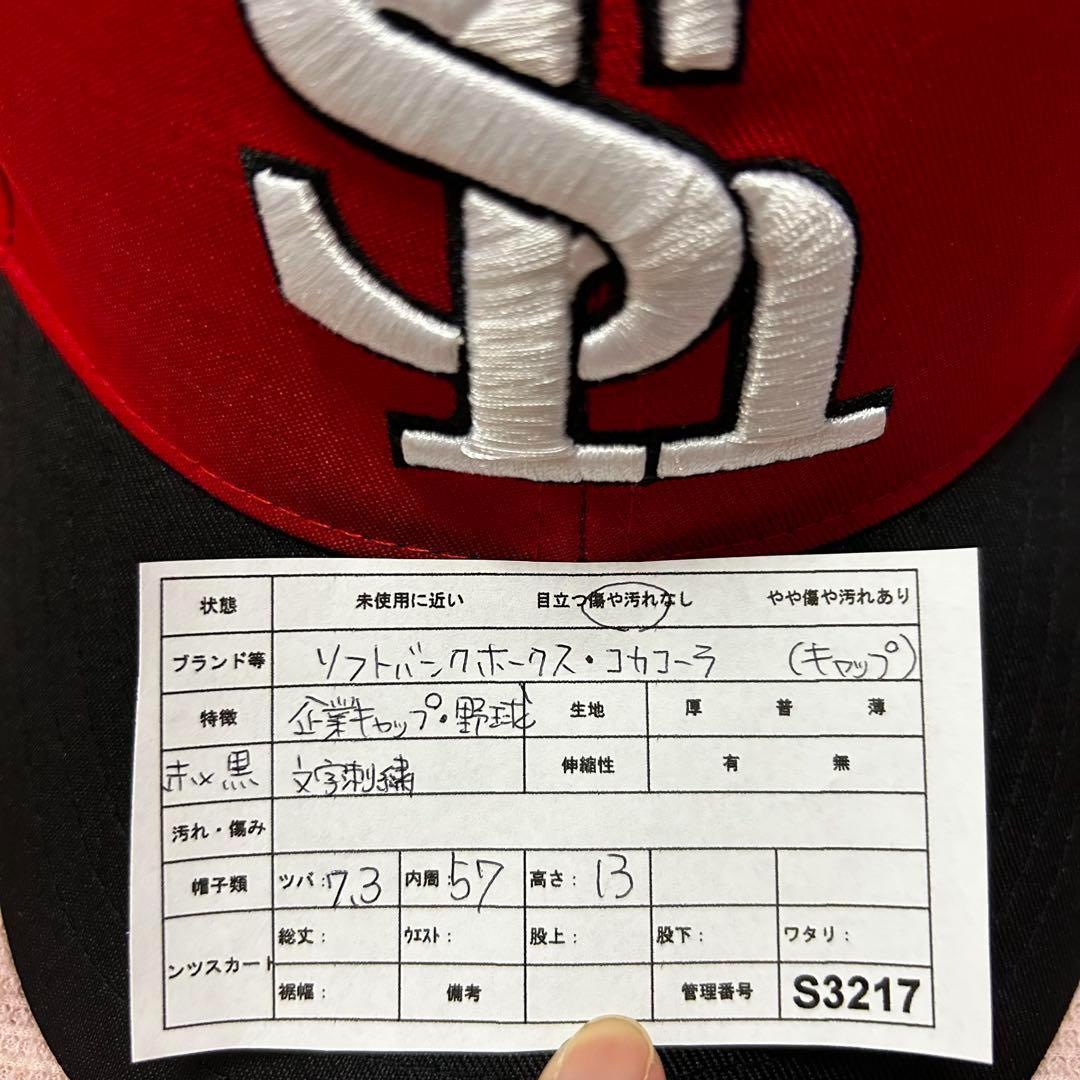 Sh
状態 未使用に近い 目立つ傷や汚れなし やや傷や汚れあり
ブランド等 ソフトバンクホークス・コカコーラ (キャップ)
特徴 企業キャップ・野球 生地 厚 普 薄
赤×黒 文字刺繍 伸縮性 有 無
汚れ・傷み
帽子類 ツバ:7.3 内周:57 高さ:13
ンツスカート 総丈: ウエスト: 股上: 股下: ワタリ:
裾幅: 備考 管理番号 S3217